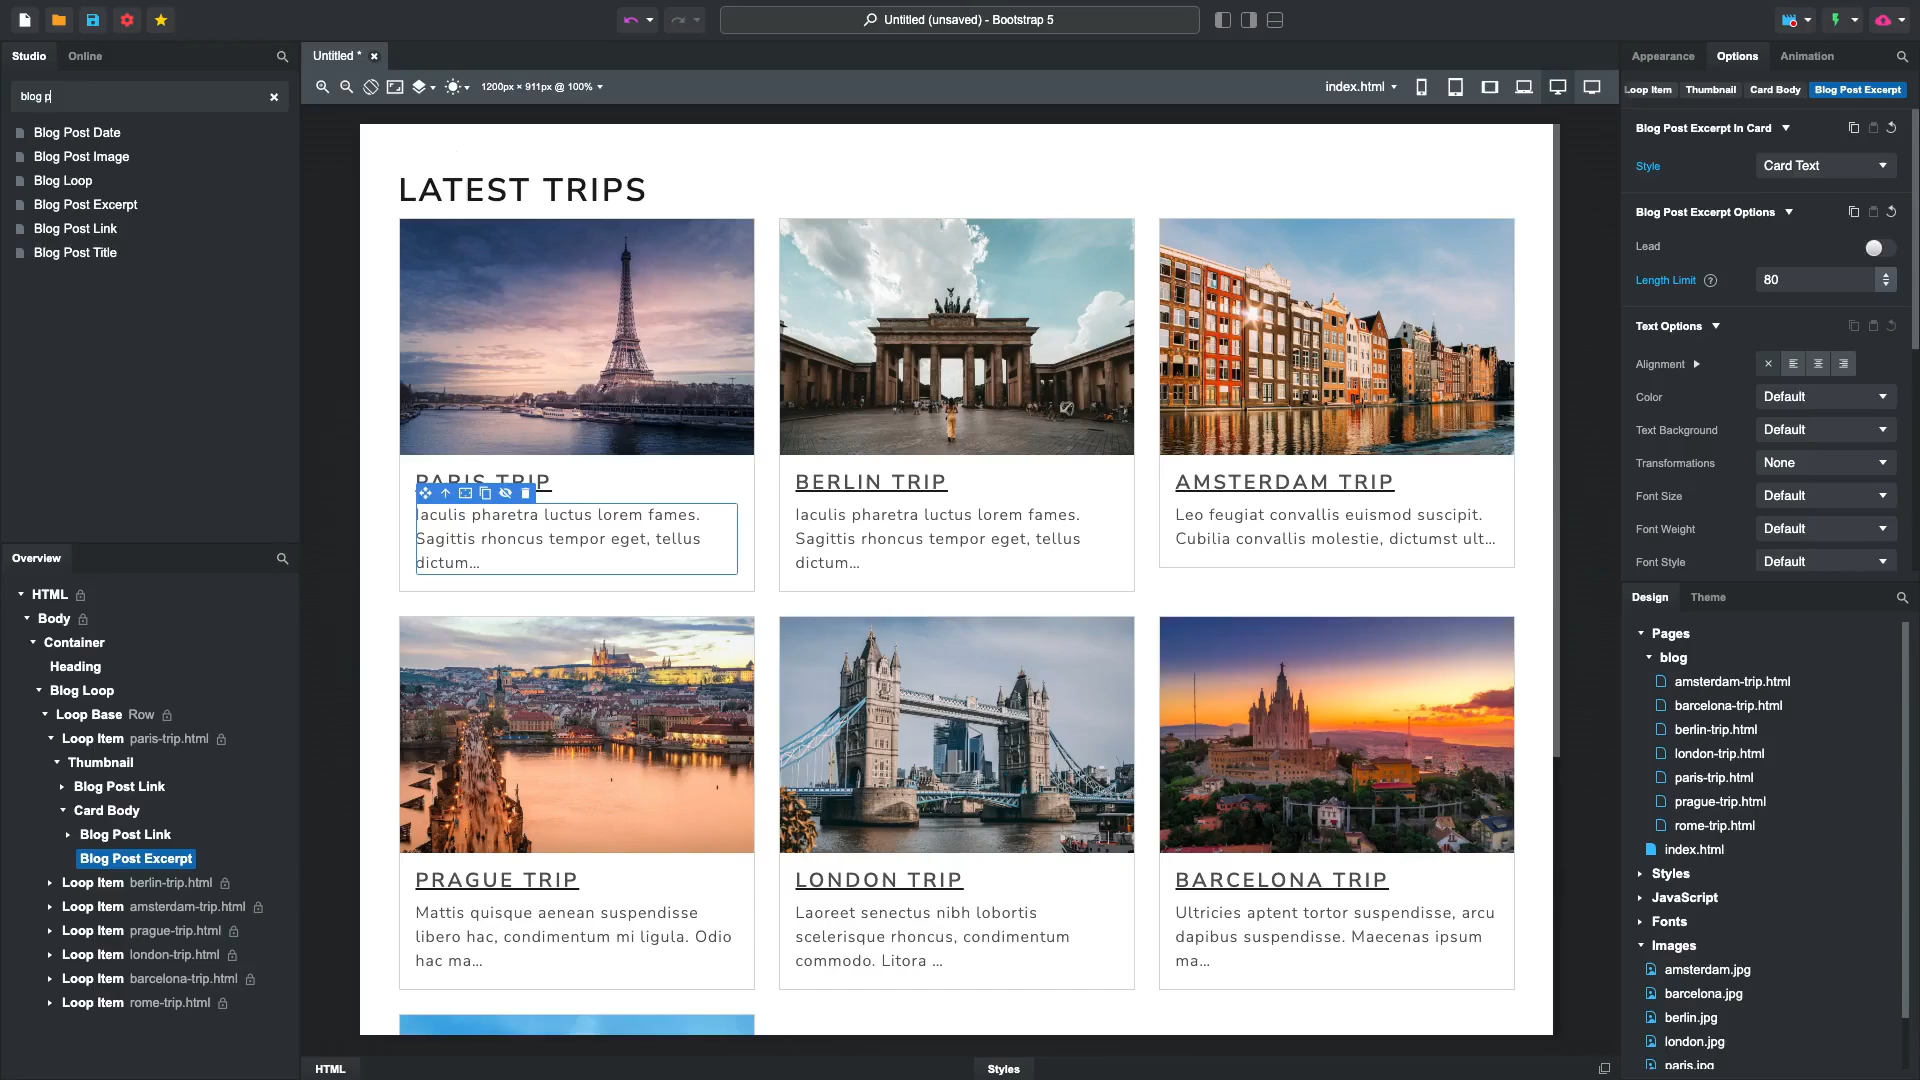 Untitled (unsaved) - Bootstrap 5
Studio
Online
blog p
Blog Post Date
Blog Post Image
Blog Loop
Blog Post Excerpt
Blog Post Link
Blog Post Title
Overview
HTML
Body
Container
Heading
Blog Loop
Loop Base Row
Loop Item paris-trip.html
Thumbnail
Blog Post Link
Card Body
Blog Post Link
Blog Post Excerpt
Loop Item berlin-trip.html
Loop Item amsterdam-trip.html
Loop Item prague-trip.html
Loop Item london-trip.html
Loop Item barcelona-trip.html
Loop Item rome-trip.html
Untitled *
1200px × 911px @ 100%
index.html
LATEST TRIPS
PARIS TRIP
Iaculis pharetra luctus lorem fames.
Sagittis rhoncus tempor eget, tellus
dictum...
BERLIN TRIP
Iaculis pharetra luctus lorem fames.
Sagittis rhoncus tempor eget, tellus
dictum...
AMSTERDAM TRIP
Leo feugiat convallis euismod suscipit.
Cubilia convallis molestie, dictumst ult...
PRAGUE TRIP
Mattis quisque aenean suspendisse
libero hac, condimentum mi ligula. Odio
hac ma...
LONDON TRIP
Laoreet senectus nibh lobortis
scelerisque rhoncus, condimentum
commodo. Litora ...
BARCELONA TRIP
Ultricies aptent tortor suspendisse, arcu
dapibus suspendisse. Maecenas ipsum
ma...
HTML
Styles
Appearance
Options
Animation
Loop Item
Thumbnail
Card Body
Blog Post Excerpt
Blog Post Excerpt In Card
Style
Card Text
Blog Post Excerpt Options
Lead
Length Limit
80
Text Options
Alignment
Color
Default
Text Background
Default
Transformations
None
Font Size
Default
Font Weight
Default
Font Style
Default
Design
Theme
Pages
blog
amsterdam-trip.html
barcelona-trip.html
berlin-trip.html
london-trip.html
paris-trip.html
prague-trip.html
rome-trip.html
index.html
Styles
JavaScript
Fonts
Images
amsterdam.jpg
barcelona.jpg
berlin.jpg
london.jpg
paris.jpg